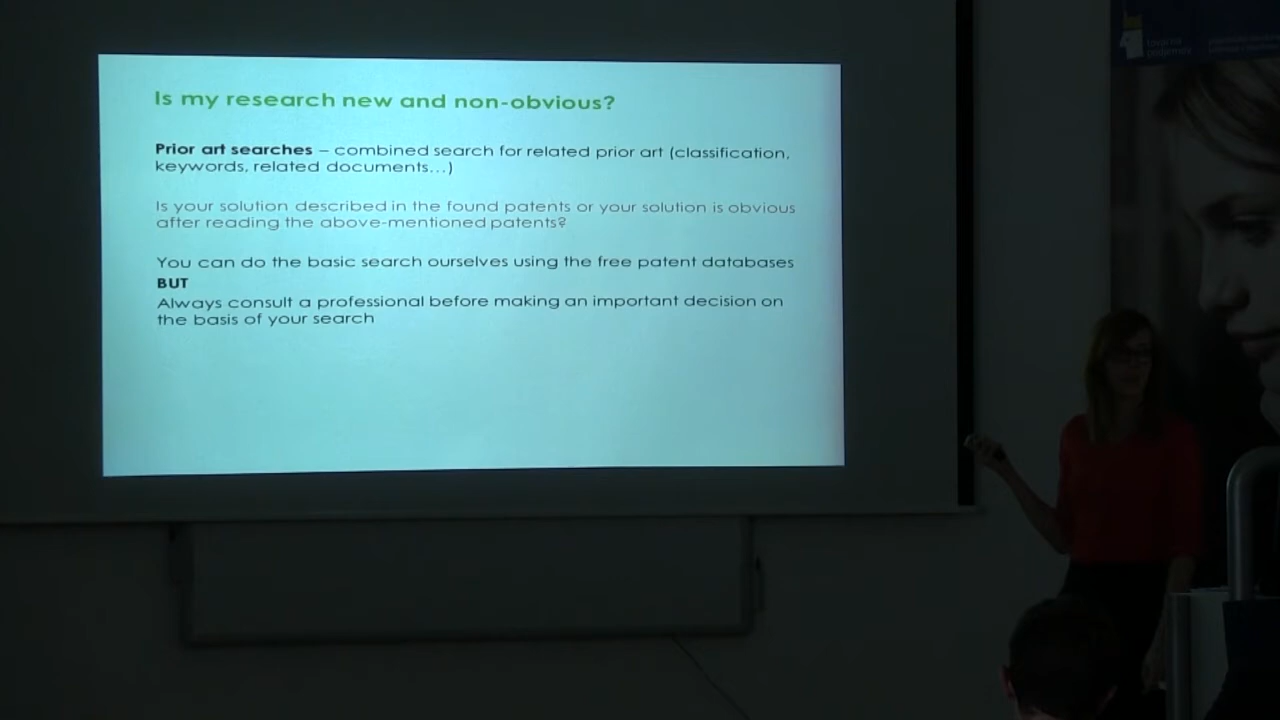 Is my research new and non-obvious?
Prior art searches – combined search for related prior art (classification,
keywords, related documents...)
Is your solution described in the found patents or your solution is obvious
after reading the above-mentioned patents?
You can do the basic search ourselves using the free patent databases
BUT
Always consult a professional before making an important decision on
the basis of your search